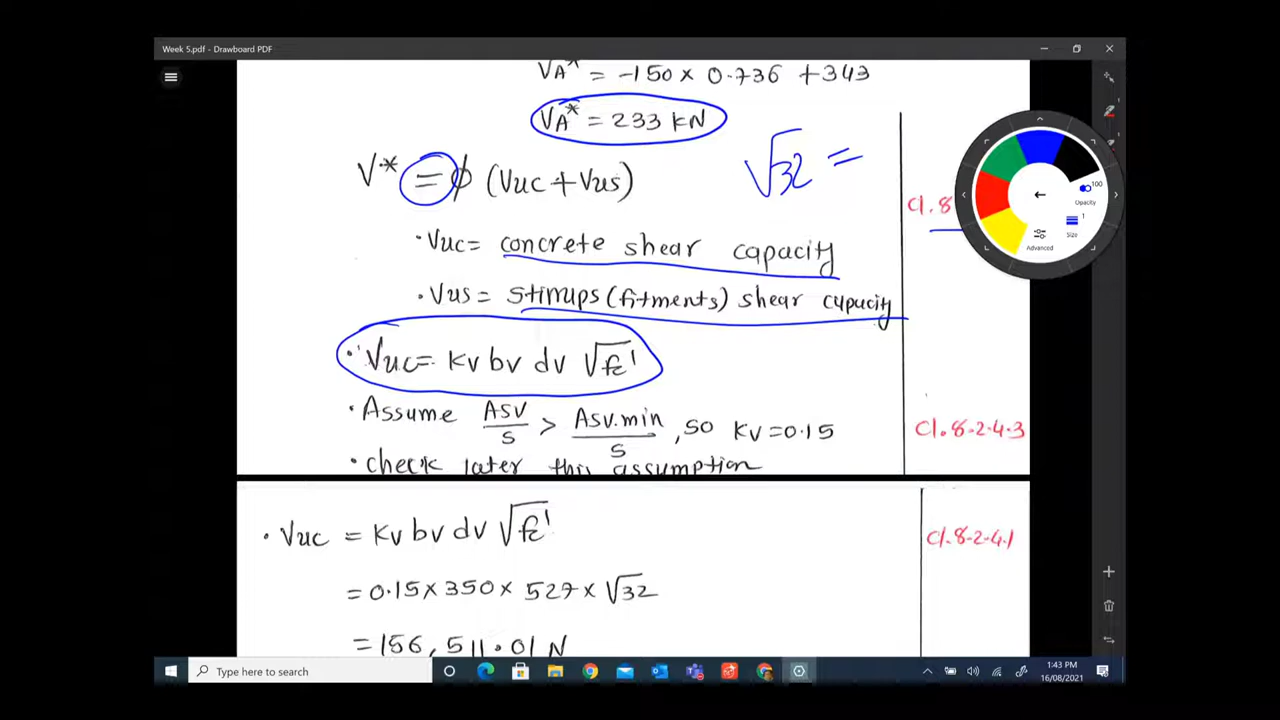 Week 5.pdf - Drawboard PDF
VA* = -150 x 0.736 + 343
VA* = 233 KN
√32 =
V* = ϕ (Vuc + Vus)
Cl.8
• Vuc = concrete shear capacity
• Vus = stirrups (fitments) shear capacity
• Vuc = kv bv dv √fc'
• Assume Asv/s > Asv.min/s, so kv = 0.15
Cl.8.2.4.3
• check later this assumption
• Vuc = kv bv dv √fc'
Cl.8.2.4.1
= 0.15 x 350 x 527 x √32
= 156,511.01 N
100
Opacity
1
Size
Advanced
Type here to search
1:43 PM
16/08/2021